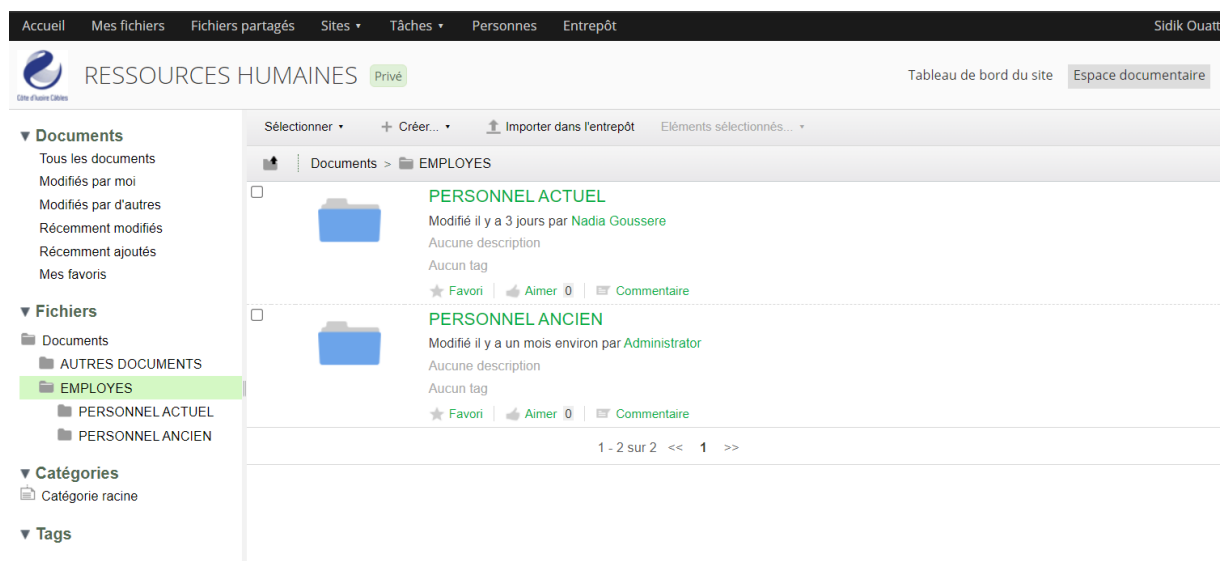 Accueil Mes fichiers Fichiers partagés Sites Tâches Personnes Entrepôt Sidik Ouatt
Côte d'Ivoire Câbles
RESSOURCES HUMAINES Privé Tableau de bord du site Espace documentaire
Documents
Tous les documents
Modifiés par moi
Modifiés par d'autres
Récemment modifiés
Récemment ajoutés
Mes favoris
Fichiers
Documents
AUTRES DOCUMENTS
EMPLOYES
PERSONNEL ACTUEL
PERSONNEL ANCIEN
Catégories
Catégorie racine
Tags
Sélectionner + Créer... Importer dans l'entrepôt Eléments sélectionnés...
Documents > EMPLOYES
PERSONNEL ACTUEL
Modifié il y a 3 jours par Nadia Goussere
Aucune description
Aucun tag
Favori Aimer 0 Commentaire
PERSONNEL ANCIEN
Modifié il y a un mois environ par Administrator
Aucune description
Aucun tag
Favori Aimer 0 Commentaire
1 - 2 sur 2 << 1 >>